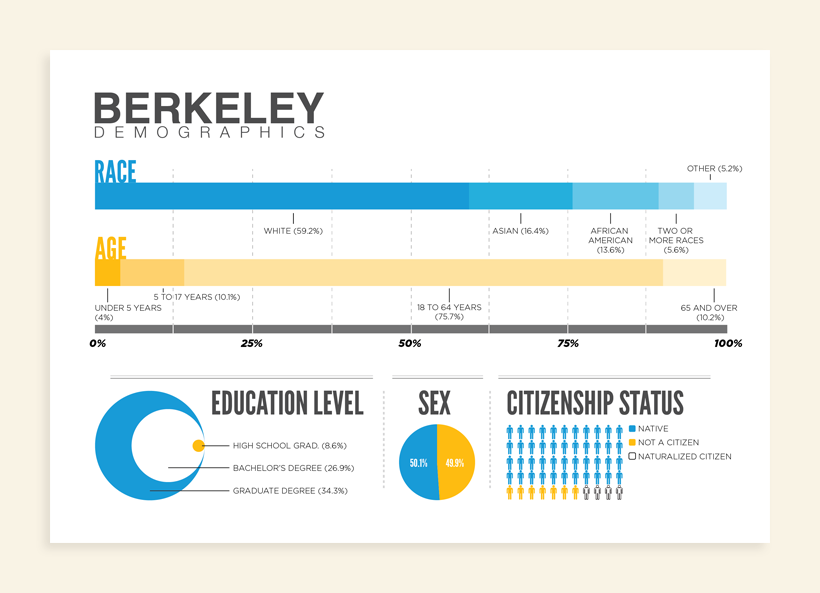 BERKELEY
DEMOGRAPHICS
RACE
OTHER (5.2%)
WHITE (59.2%)
ASIAN (16.4%)
AFRICAN
AMERICAN
(13.6%)
TWO OR
MORE RACES
(5.6%)
AGE
5 TO 17 YEARS (10.1%)
UNDER 5 YEARS
(4%)
18 TO 64 YEARS
(75.7%)
65 AND OVER
(10.2%)
0%
25%
50%
75%
100%
EDUCATION LEVEL
HIGH SCHOOL GRAD. (8.6%)
BACHELOR'S DEGREE (26.9%)
GRADUATE DEGREE (34.3%)
SEX
50.1%
49.9%
CITIZENSHIP STATUS
NATIVE
NOT A CITIZEN
NATURALIZED CITIZEN